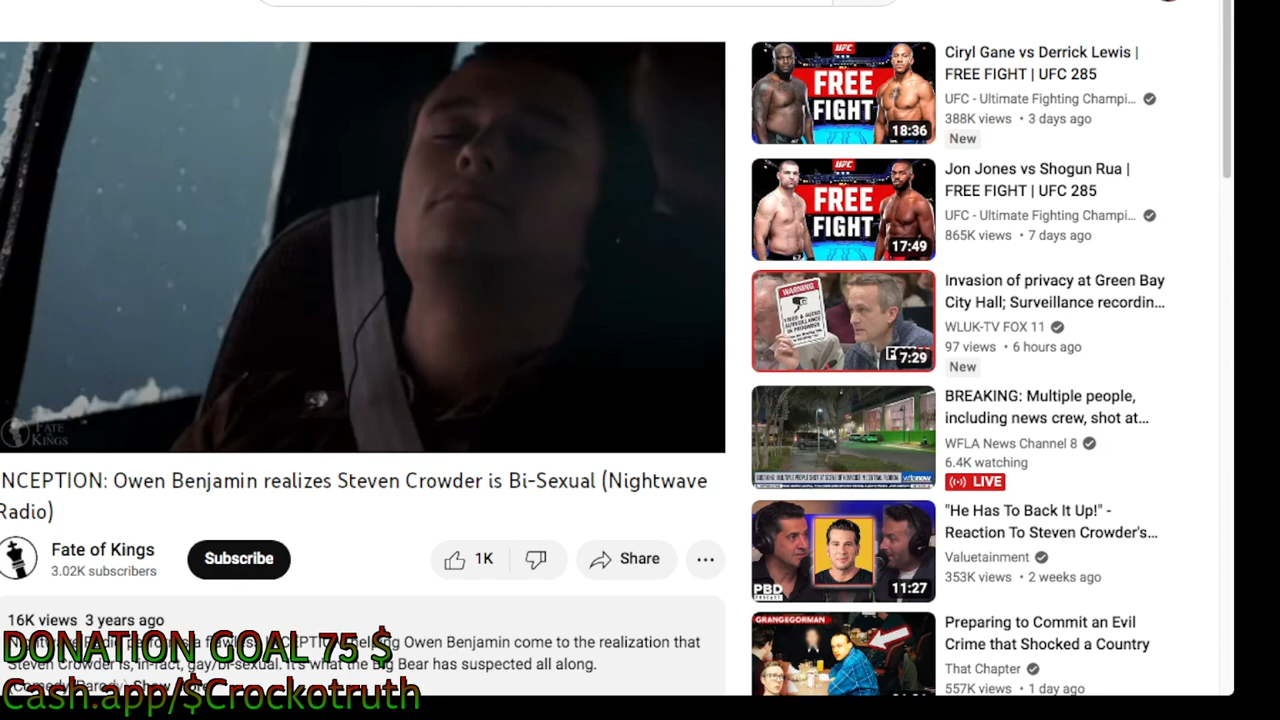 FATE OF
KINGS
NCEPTION: Owen Benjamin realizes Steven Crowder is Bi-Sexual (Nightwave
Radio)
Fate of Kings
3.02K subscribers
Subscribe
1K
Share
16K views 3 years ago
Owen Benjamin come to the realization that
Steven Crowder is, in-fact, gay/bi-sexual. It's what the Big Bear has suspected all along.
DONATION GOAL 75 $
Cash.app/$Crockotruth
UFC
FREE
FIGHT
18:36
Ciryl Gane vs Derrick Lewis |
FREE FIGHT | UFC 285
UFC - Ultimate Fighting Champi...
388K views • 3 days ago
New
UFC
FREE
FIGHT
17:49
Jon Jones vs Shogun Rua |
FREE FIGHT | UFC 285
UFC - Ultimate Fighting Champi...
865K views • 7 days ago
WARNING
VIDEO & AUDIO
SURVEILLANCE
IN PROGRESS
7:29
Invasion of privacy at Green Bay
City Hall; Surveillance recordin...
WLUK-TV FOX 11
97 views • 6 hours ago
New
BREAKING: Multiple people,
including news crew, shot at...
WFLA News Channel 8
6.4K watching
LIVE
PBD
PODCAST
11:27
"He Has To Back It Up!" -
Reaction To Steven Crowder's...
Valuetainment
353K views • 2 weeks ago
GRANGEGORMAN
Preparing to Commit an Evil
Crime that Shocked a Country
That Chapter
557K views • 1 day ago